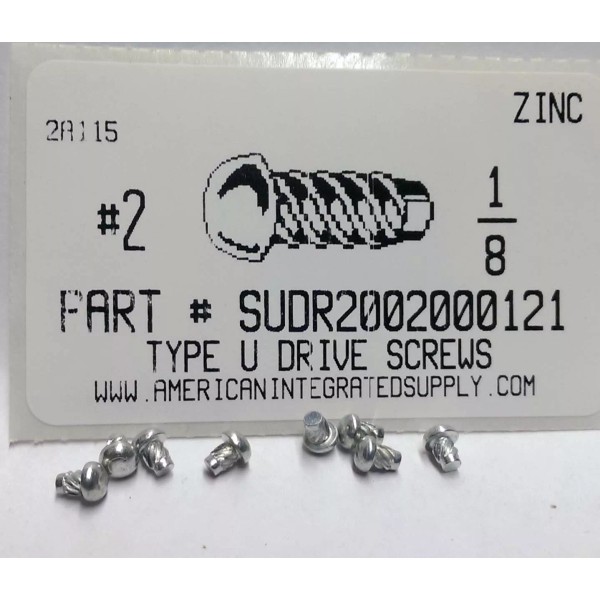 ZINC
2A115
#2
1/8
PART # SUDR2002000121
TYPE U DRIVE SCREWS
WWW.AMERICANINTEGRATEDSUPPLY.COM